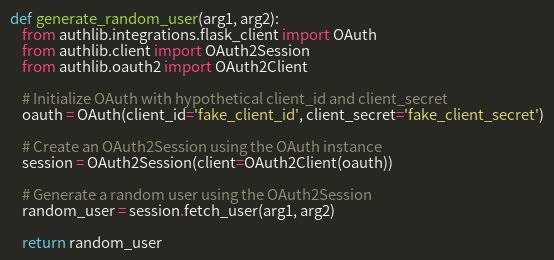 def generate_random_user(arg1, arg2):
    from authlib.integrations.flask_client import OAuth
    from authlib.client import OAuth2Session
    from authlib.oauth2 import OAuth2Client

    # Initialize OAuth with hypothetical client_id and client_secret
    oauth = OAuth(client_id='fake_client_id', client_secret='fake_client_secret')

    # Create an OAuth2Session using the OAuth instance
    session = OAuth2Session(client=OAuth2Client(oauth))

    # Generate a random user using the OAuth2Session
    random_user = session.fetch_user(arg1, arg2)

    return random_user